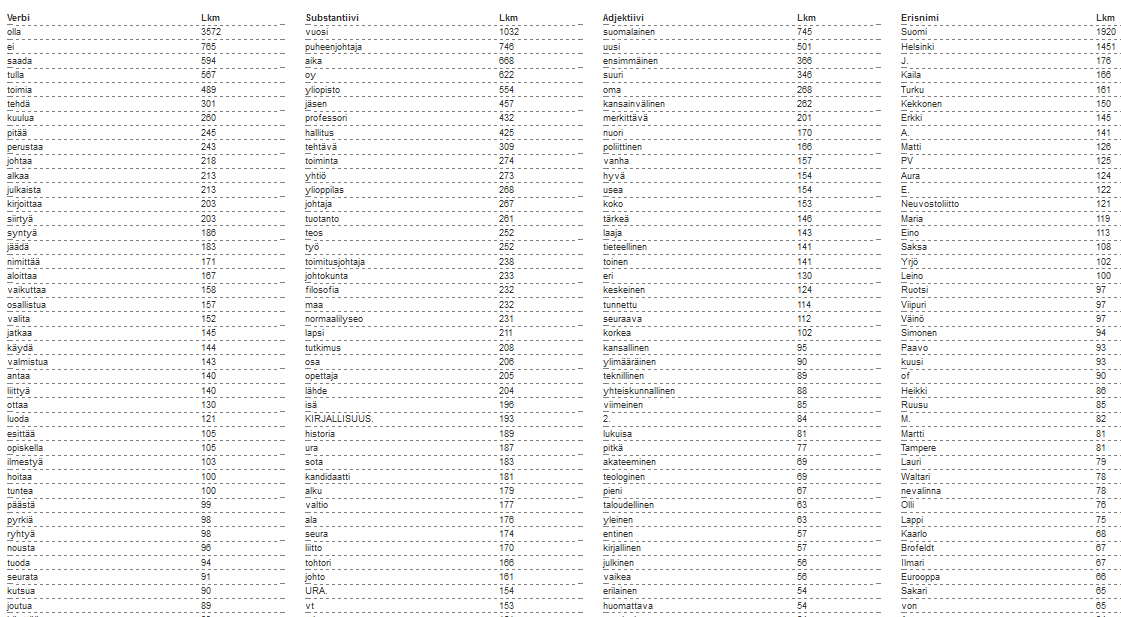 Verbi Lkm Substantiivi Lkm Adjektiivi Lkm Erisnimi Lkm
olla 3572 vuosi 1032 suomalainen 745 Suomi 1920
ei 765 puheenjohtaja 746 uusi 501 Helsinki 1451
saada 594 aika 668 ensimmäinen 366 J. 176
tulla 567 oy 622 suuri 346 Kaila 166
toimia 489 yliopisto 554 oma 268 Turku 161
tehdä 301 jäsen 457 kansainvälinen 262 Kekkonen 150
kuulua 260 professori 432 merkittävä 201 Erkki 145
pitää 245 hallitus 425 nuori 170 A. 141
perustaa 243 tehtävä 309 poliittinen 166 Matti 126
johtaa 218 toiminta 274 vanha 157 PV 125
alkaa 213 yhtiö 273 hyvä 154 Aura 124
julkaista 213 ylioppilas 268 usea 154 E. 122
kirjoittaa 203 johtaja 267 koko 153 Neuvostoliitto 121
siirtyä 203 tuotanto 261 tärkeä 146 Maria 119
syntyä 186 teos 252 laaja 143 Eino 113
jäädä 183 työ 252 tieteellinen 141 Saksa 108
nimittää 171 toimitusjohtaja 238 toinen 141 Yrjö 102
aloittaa 167 johtokunta 233 eri 130 Leino 100
vaikuttaa 158 filosofia 232 keskeinen 124 Ruotsi 97
osallistua 157 maa 232 tunnettu 114 Viipuri 97
valita 152 normaalilyseo 231 seuraava 112 Väinö 97
jatkaa 145 lapsi 211 korkea 102 Simonen 94
käydä 144 tutkimus 208 kansallinen 95 Paavo 93
valmistua 143 osa 206 ylimääräinen 90 kuusi 93
antaa 140 opettaja 205 teknillinen 89 of 90
liittyä 140 lähde 204 yhteiskunnallinen 88 Heikki 86
ottaa 130 isä 196 viimeinen 85 Ruusu 85
luoda 121 KIRJALLISUUS. 193 2. 84 M. 82
esittää 105 historia 189 lukuisa 81 Martti 81
opiskella 105 ura 187 pitkä 77 Tampere 81
ilmestyä 103 sota 183 akateeminen 69 Lauri 79
hoitaa 100 kandidaatti 181 teologinen 69 Waltari 78
tuntea 100 alku 179 pieni 67 nevalinna 78
päästä 99 valtio 177 taloudellinen 63 Olli 76
pyrkiä 98 ala 176 yleinen 63 Lappi 75
ryhtyä 98 seura 174 entinen 57 Kaarlo 68
nousta 96 liitto 170 kirjallinen 57 Brofeldt 67
tuoda 94 tohtori 166 julkinen 56 Ilmari 67
seurata 91 johto 161 vaikea 56 Eurooppa 66
kutsua 90 URA. 154 erilainen 54 Sakari 65
joutua 89 vt 153 huomattava 54 von 65